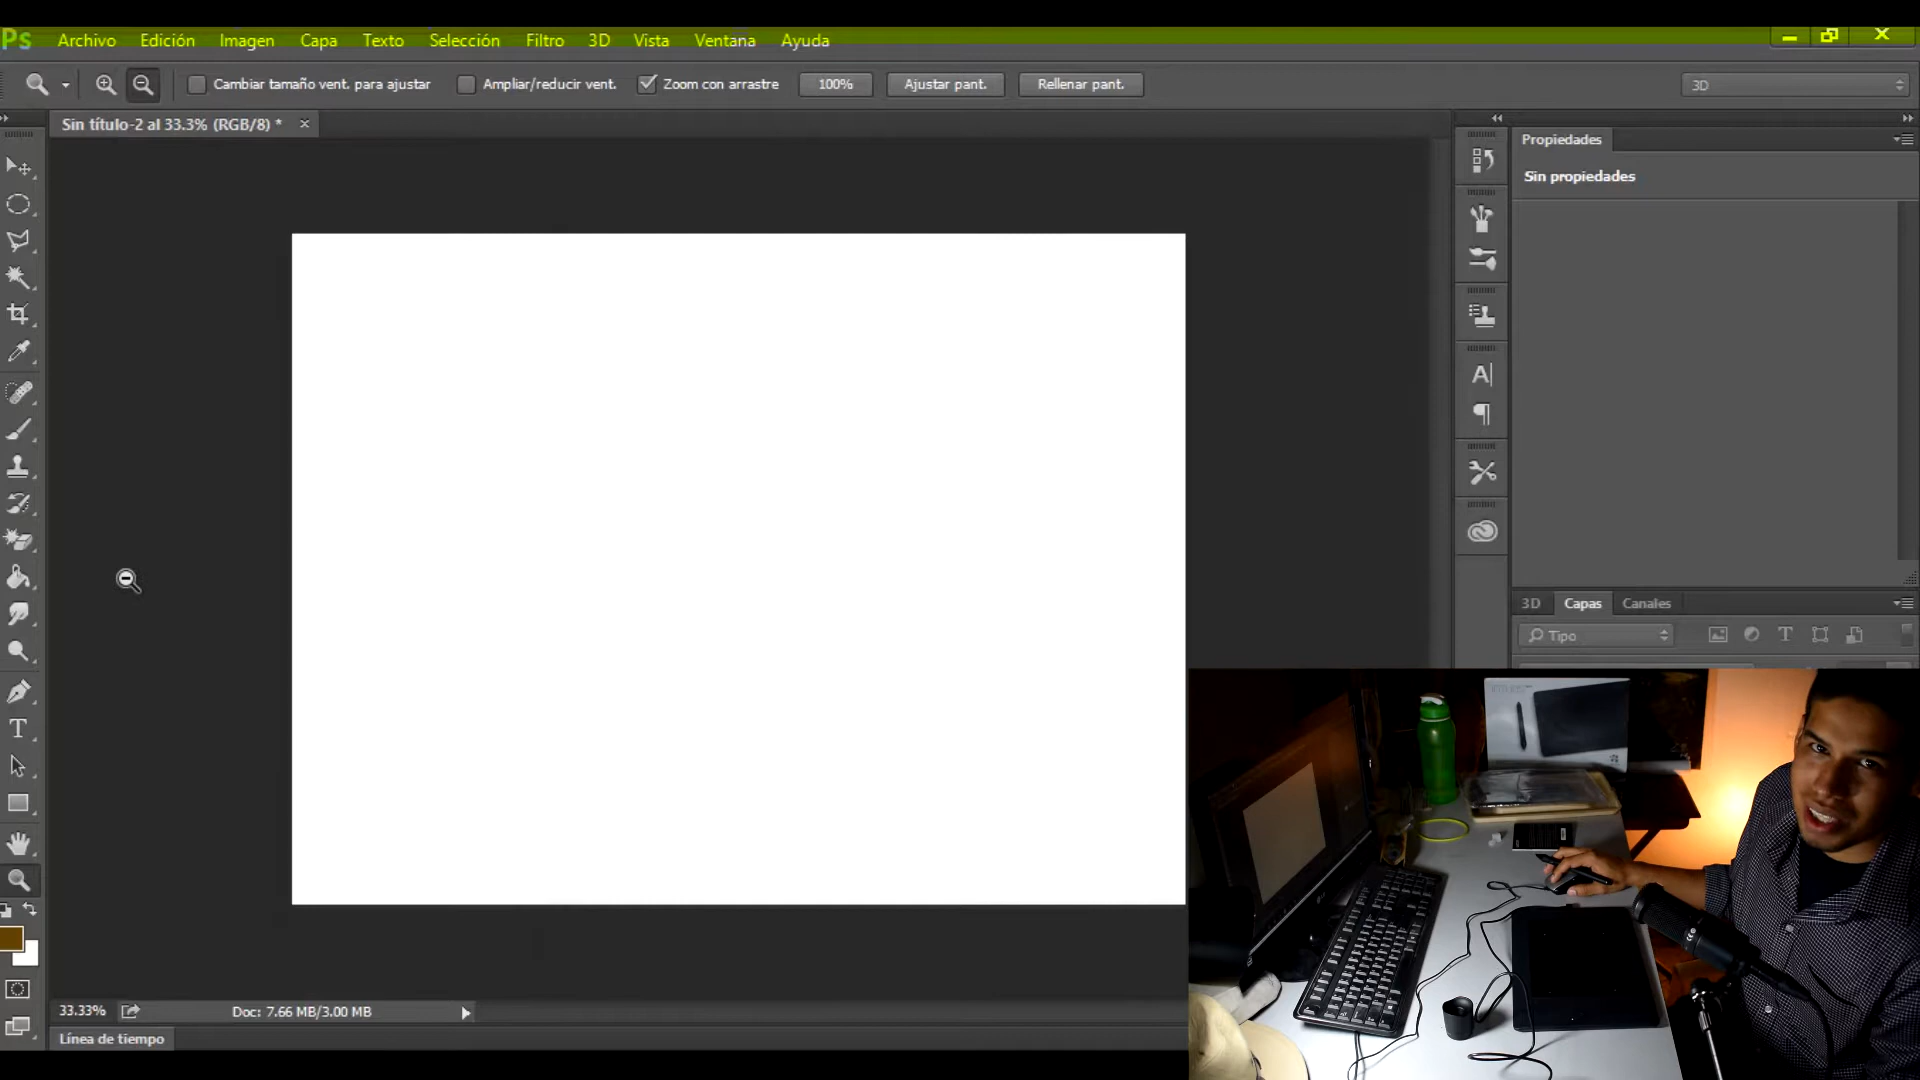 Ps Archivo Edición Imagen Capa Texto Selección Filtro 3D Vista Ventana Ayuda
Cambiar tamaño vent. para ajustar Ampliar/reducir vent. Zoom con arrastre 100% Ajustar pant. Rellenar pant. 3D
Sin título-2 al 33.3% (RGB/8) *
Propiedades
Sin propiedades
3D Capas Canales
Tipo
33.33% Doc: 7.66 MB/3.00 MB
Línea de tiempo